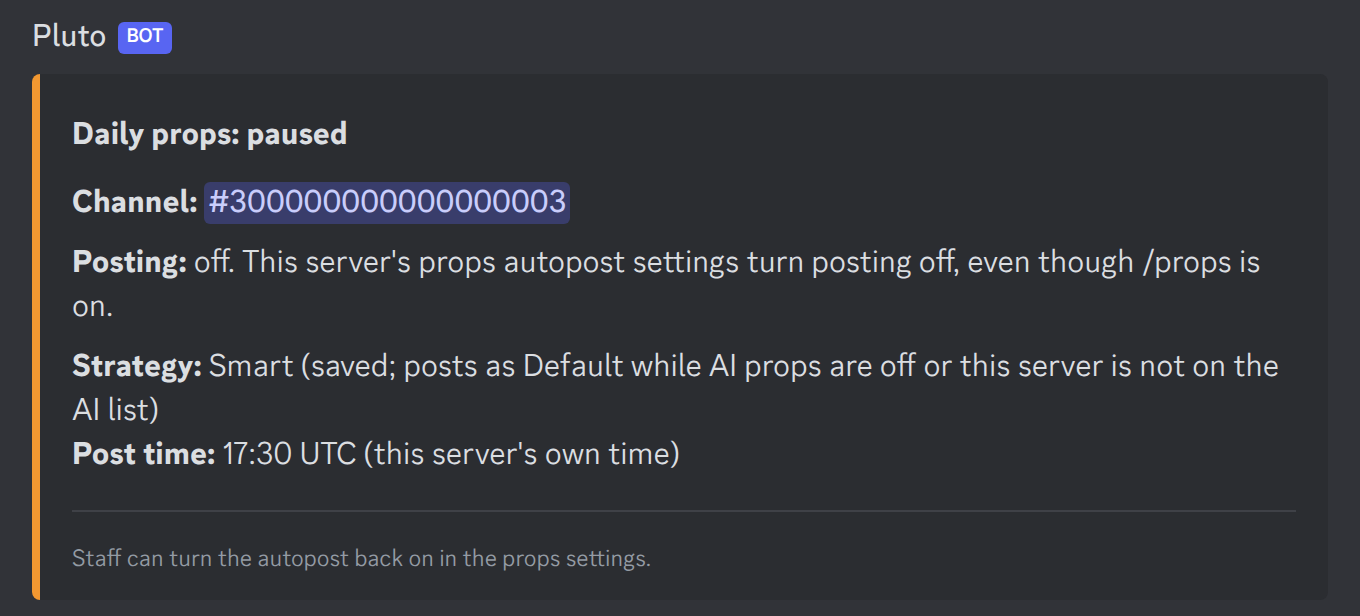 Pluto BOT
Daily props: paused
Channel: #300000000000000003
Posting: off. This server's props autopost settings turn posting off, even though /props is
on.
Strategy: Smart (saved; posts as Default while AI props are off or this server is not on the
AI list)
Post time: 17:30 UTC (this server's own time)
Staff can turn the autopost back on in the props settings.